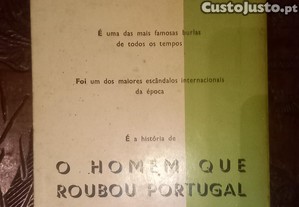 CustoJusto.pt
É uma das mais famosas burlas
de todos os tempos
Foi um dos maiores escândalos internacionais
da época
É a história de
O HOMEM QUE
ROUBOU PORTUGAL